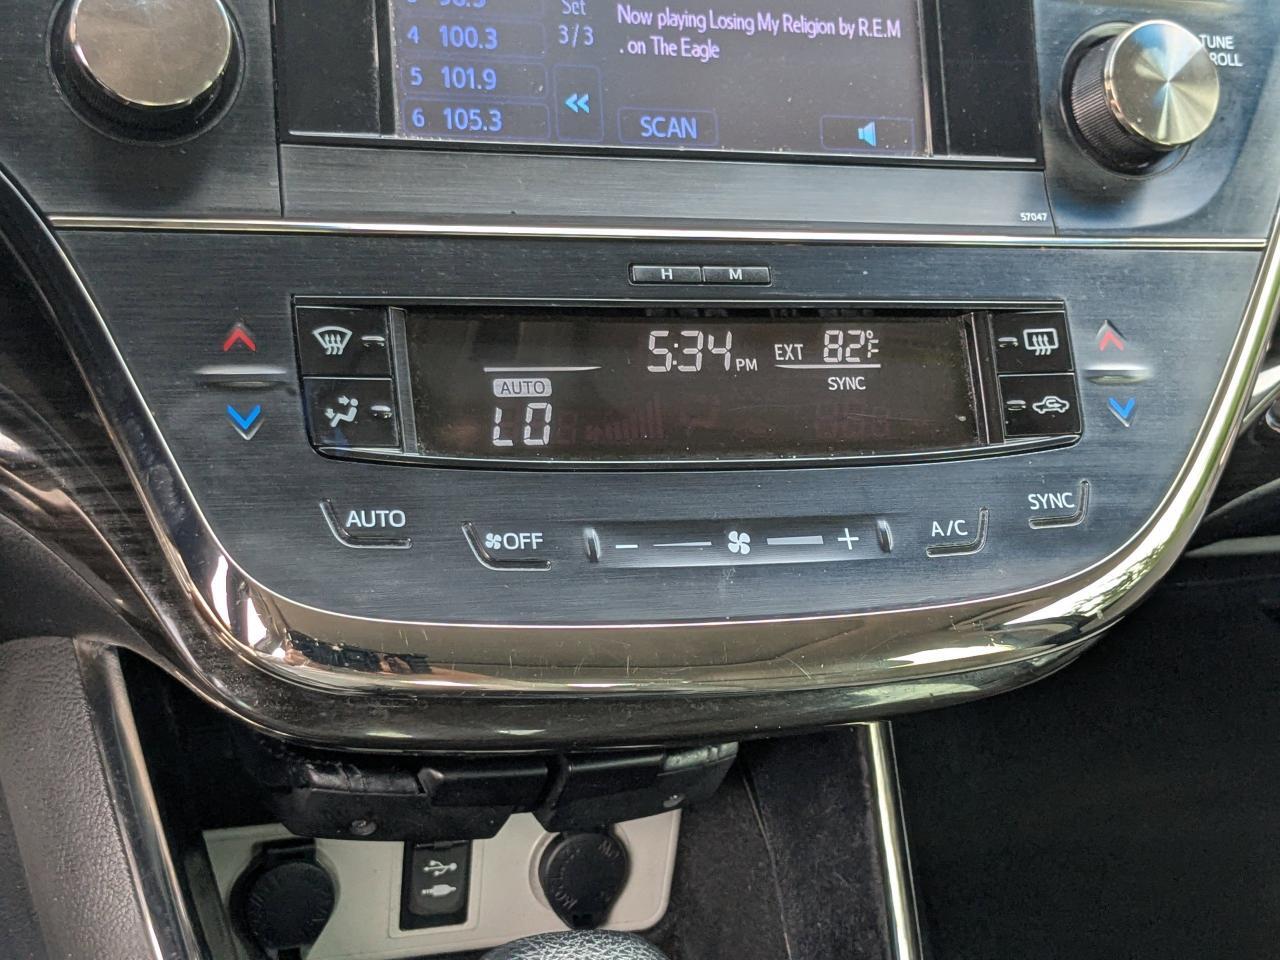 Set
3/3
4 100.3
5 101.9
6 105.3
Now playing Losing My Religion by R.E.M
. on The Eagle
SCAN
TUNE
57047
H M
5:34 PM EXT 82°F
AUTO
SYNC
LO
AUTO
OFF
A/C
SYNC